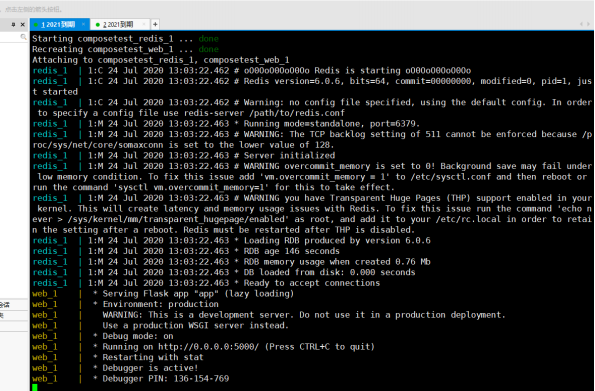 点击左侧的箭头按钮。
1 2021到期
2 2021到期
Starting composetest_redis_1 ... done
Recreating composetest_web_1 ... done
Attaching to composetest_redis_1, composetest_web_1
redis_1 | 1:C 24 Jul 2020 13:03:22.462 # oO0OoO0OoO0Oo Redis is starting oO0OoO0OoO0Oo
redis_1 | 1:C 24 Jul 2020 13:03:22.462 # Redis version=6.0.6, bits=64, commit=00000000, modified=0, pid=1, jus
t started
redis_1 | 1:C 24 Jul 2020 13:03:22.462 # Warning: no config file specified, using the default config. In order
to specify a config file use redis-server /path/to/redis.conf
redis_1 | 1:M 24 Jul 2020 13:03:22.463 * Running mode=standalone, port=6379.
redis_1 | 1:M 24 Jul 2020 13:03:22.463 # WARNING: The TCP backlog setting of 511 cannot be enforced because /p
roc/sys/net/core/somaxconn is set to the lower value of 128.
redis_1 | 1:M 24 Jul 2020 13:03:22.463 # Server initialized
redis_1 | 1:M 24 Jul 2020 13:03:22.463 # WARNING overcommit_memory is set to 0! Background save may fail under
low memory condition. To fix this issue add 'vm.overcommit_memory = 1' to /etc/sysctl.conf and then reboot or
run the command 'sysctl vm.overcommit_memory=1' for this to take effect.
redis_1 | 1:M 24 Jul 2020 13:03:22.463 # WARNING you have Transparent Huge Pages (THP) support enabled in your
kernel. This will create latency and memory usage issues with Redis. To fix this issue run the command 'echo n
ever > /sys/kernel/mm/transparent_hugepage/enabled' as root, and add it to your /etc/rc.local in order to retai
n the setting after a reboot. Redis must be restarted after THP is disabled.
redis_1 | 1:M 24 Jul 2020 13:03:22.463 * Loading RDB produced by version 6.0.6
redis_1 | 1:M 24 Jul 2020 13:03:22.463 * RDB age 146 seconds
redis_1 | 1:M 24 Jul 2020 13:03:22.463 * RDB memory usage when created 0.76 Mb
redis_1 | 1:M 24 Jul 2020 13:03:22.463 * DB loaded from disk: 0.000 seconds
redis_1 | 1:M 24 Jul 2020 13:03:22.463 * Ready to accept connections
web_1 | * Serving Flask app "app" (lazy loading)
web_1 | * Environment: production
web_1 | WARNING: This is a development server. Do not use it in a production deployment.
web_1 | Use a production WSGI server instead.
web_1 | * Debug mode: on
web_1 | * Running on http://0.0.0.0:5000/ (Press CTRL+C to quit)
web_1 | * Restarting with stat
web_1 | * Debugger is active!
web_1 | * Debugger PIN: 136-154-769